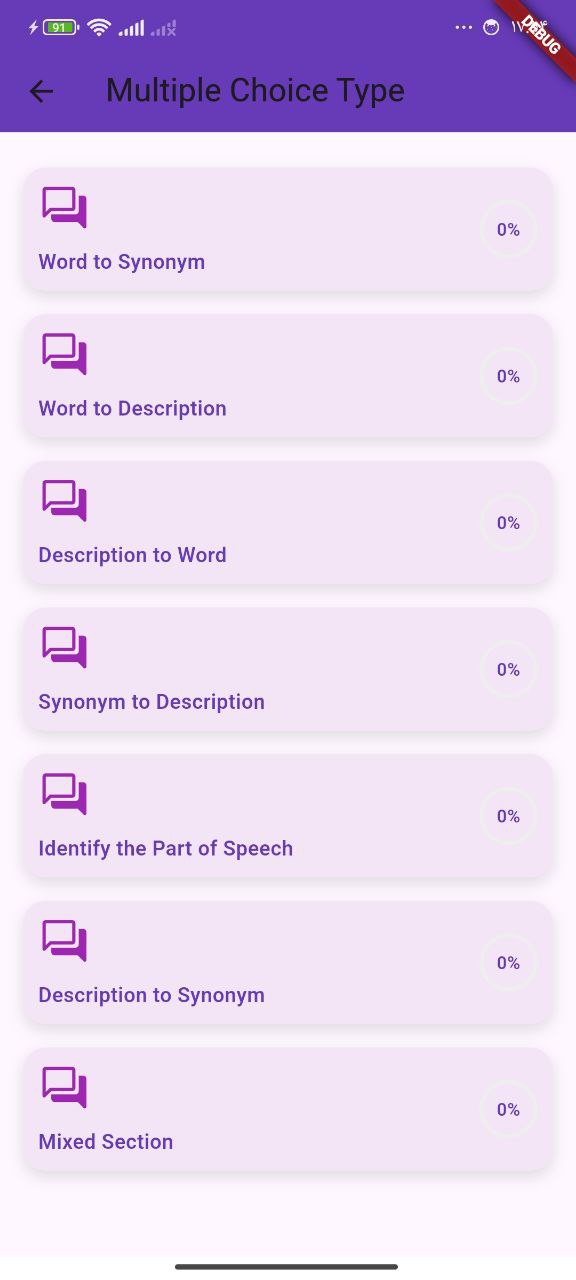 91
DEBUG
Multiple Choice Type
Word to Synonym
0%
Word to Description
0%
Description to Word
0%
Synonym to Description
0%
Identify the Part of Speech
0%
Description to Synonym
0%
Mixed Section
0%